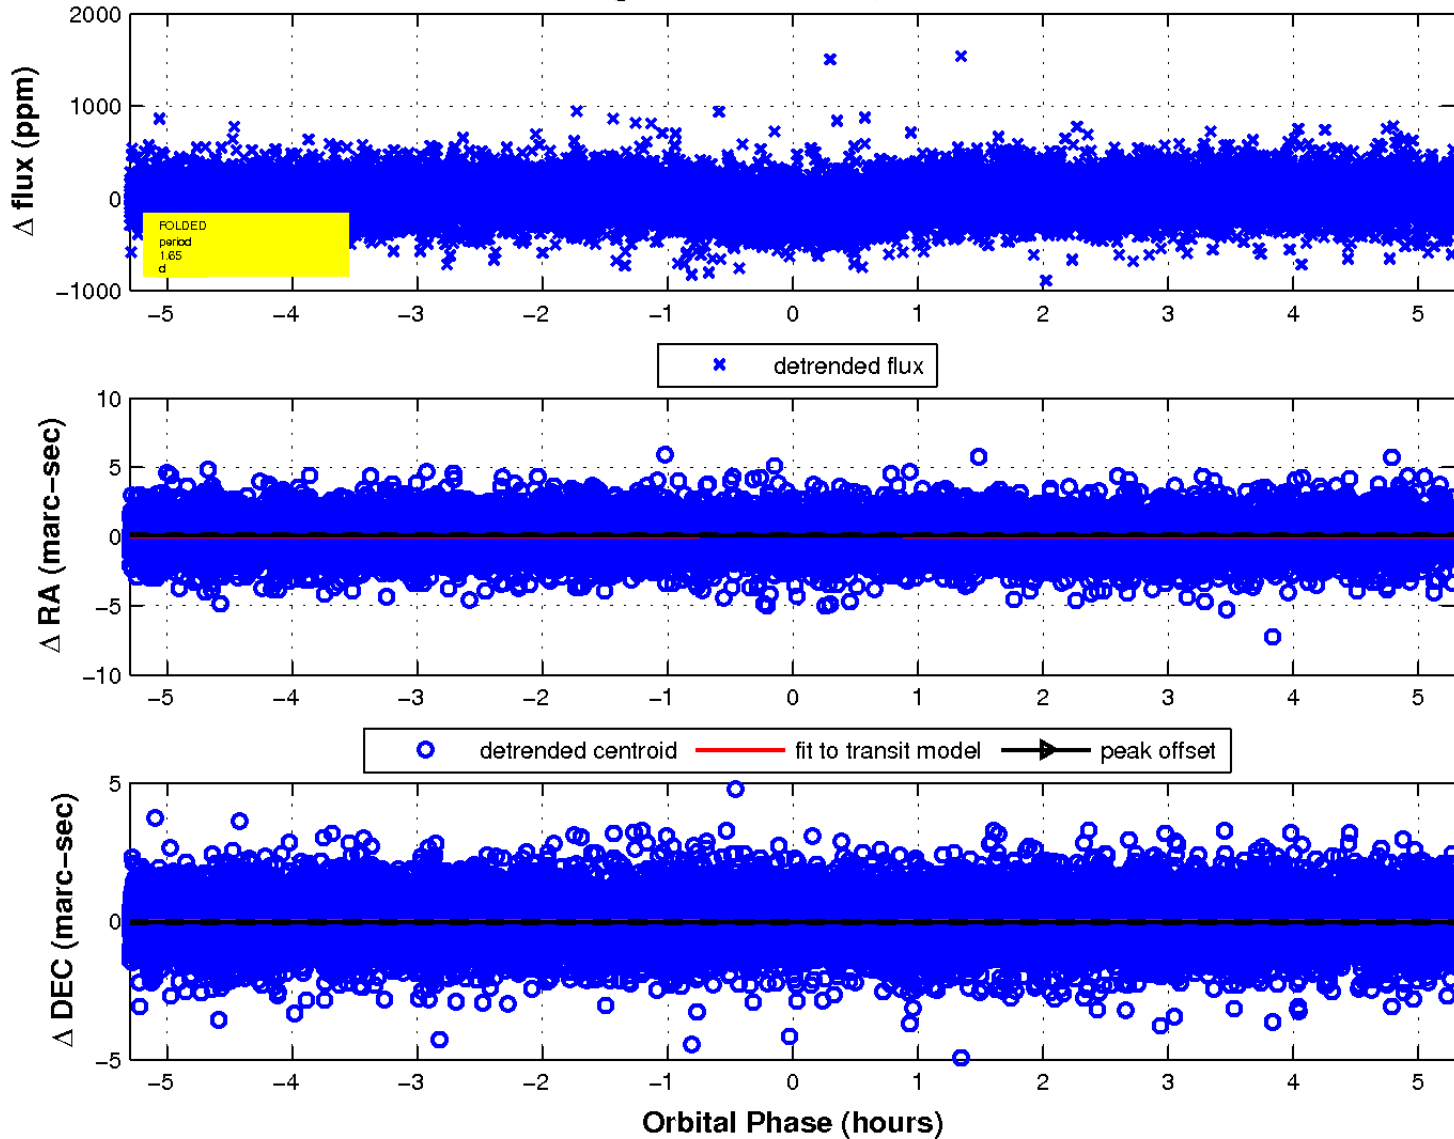 2000
1000
0
−1000
Δ flux (ppm)
FOLDED
period
1.65
d
−5 −4 −3 −2 −1 0 1 2 3 4 5
detrended flux
10
5
0
−5
−10
Δ RA (marc−sec)
−5 −4 −3 −2 −1 0 1 2 3 4 5
detrended centroid fit to transit model peak offset
5
0
−5
Δ DEC (marc−sec)
−5 −4 −3 −2 −1 0 1 2 3 4 5
Orbital Phase (hours)